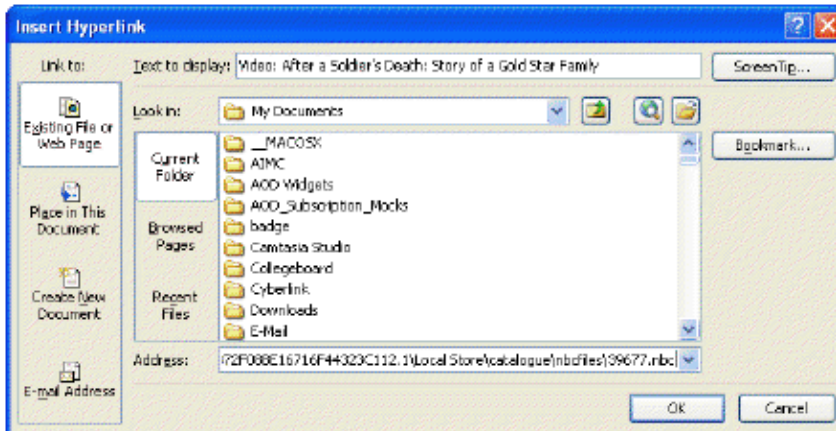 Insert Hyperlink
Link to:
Text to display: Video: After a Soldier's Death: Story of a Gold Star Family
ScreenTip...
Existing File or
Web Page
Place in This
Document
Create New
Document
E-mail Address
Look in:
My Documents
Current
Folder
Browsed
Pages
Recent
Files
__MACOSX
AIMC
AOD Widgets
AOD_Subscription_Mocks
badge
Camtasia Studio
Collegeboard
Cyberlink
Downloads
E-Mail
Bookmark...
Address: i72F08BE16716F44323C112.1\Local Store\catalogue\nbcfiles\39677.nbc
OK
Cancel